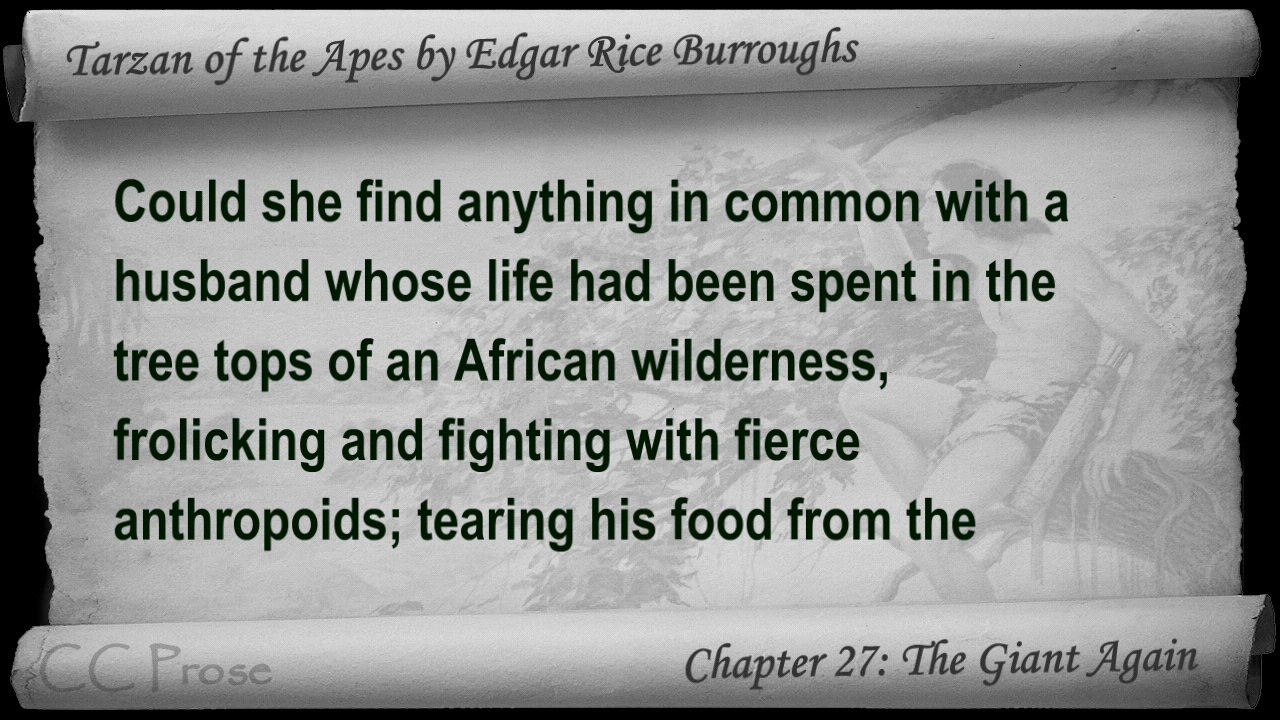 Tarzan of the Apes by Edgar Rice Burroughs
Could she find anything in common with a
husband whose life had been spent in the
tree tops of an African wilderness,
frolicking and fighting with fierce
anthropoids; tearing his food from the
CC Prose
Chapter 27: The Giant Again